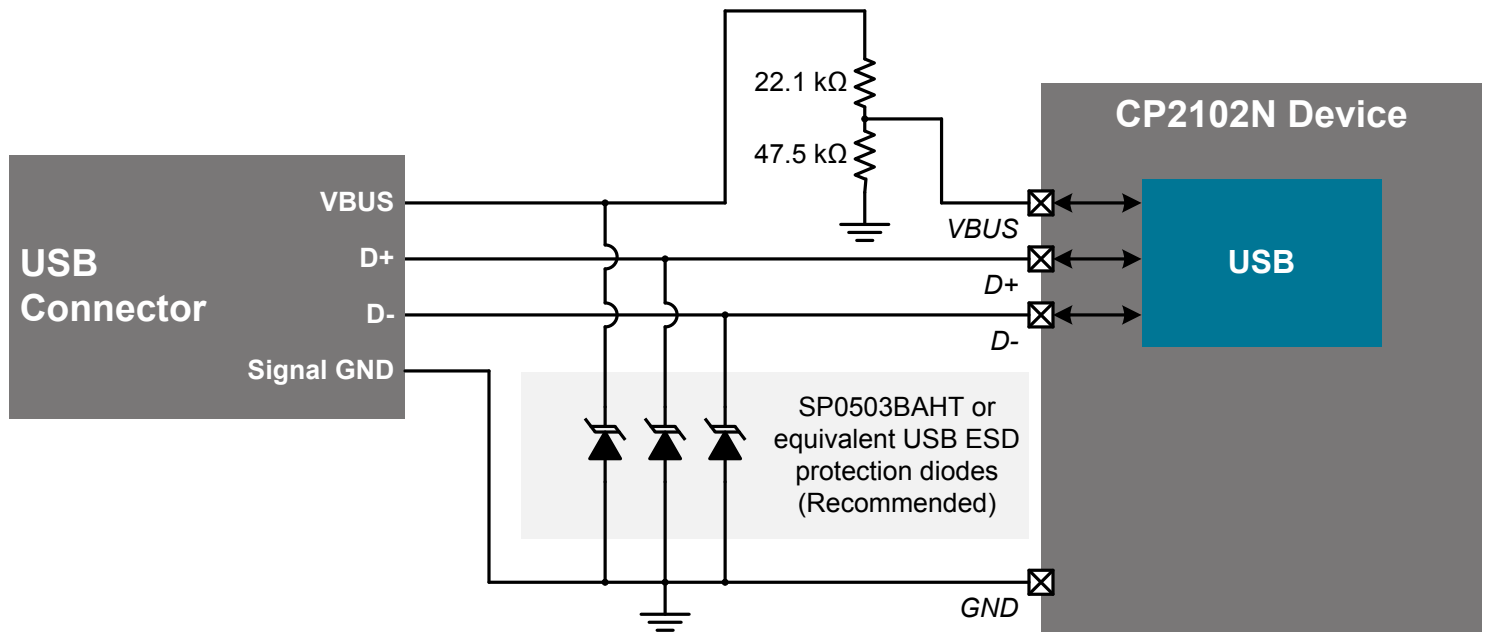 22.1 kΩ
47.5 kΩ
CP2102N Device
USB
Connector
VBUS
D+
D-
Signal GND
VBUS
D+
D-
USB
SP0503BAHT or
equivalent USB ESD
protection diodes
(Recommended)
GND